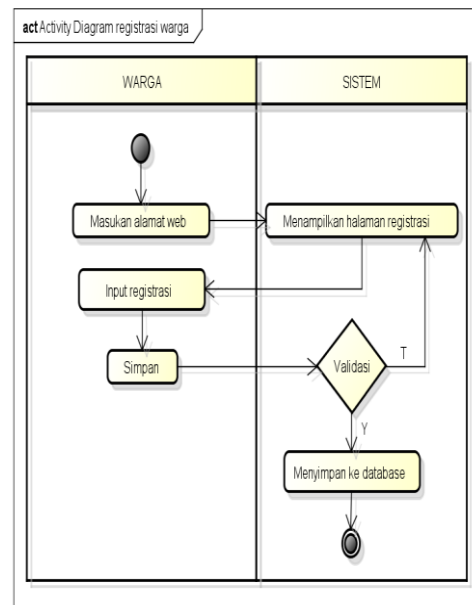 act Activity Diagram registrasi warga
WARGA
SISTEM
Masukan alamat web
Menampilkan halaman registrasi
Input registrasi
Simpan
Validasi
T
Y
Menyimpan ke database